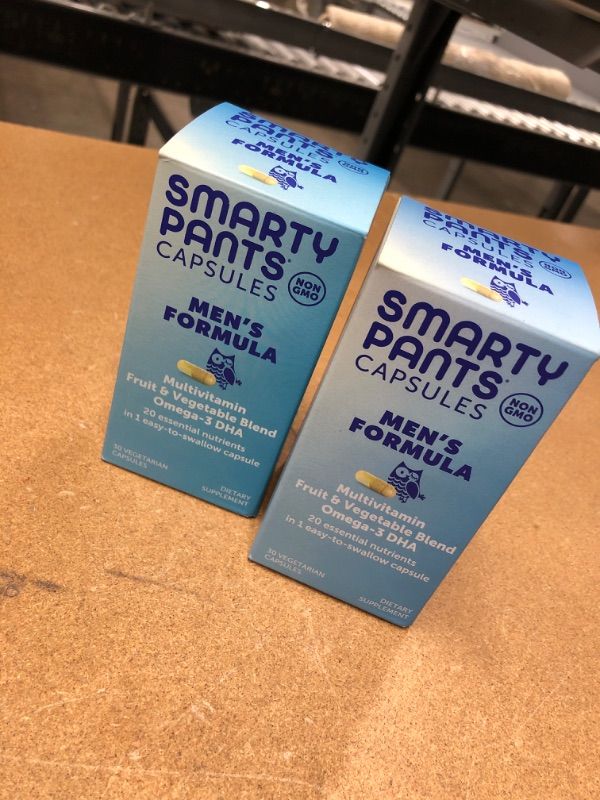 SMARTY
PANTS
CAPSULES
MEN'S
FORMULA
SMARTY
PANTS
CAPSULES
NON
GMO
MEN'S
FORMULA
Multivitamin
Fruit & Vegetable Blend
Omega-3 DHA
20 essential nutrients
in 1 easy-to-swallow capsule
30 VEGETARIAN
CAPSULES
DIETARY
SUPPLEMENT
SMARTY
PANTS
CAPSULES
MEN'S
FORMULA
SMARTY
PANTS
CAPSULES
NON
GMO
MEN'S
FORMULA
Multivitamin
Fruit & Vegetable Blend
Omega-3 DHA
20 essential nutrients
in 1 easy-to-swallow capsule
30 VEGETARIAN
CAPSULES
DIETARY
SUPPLEMENT